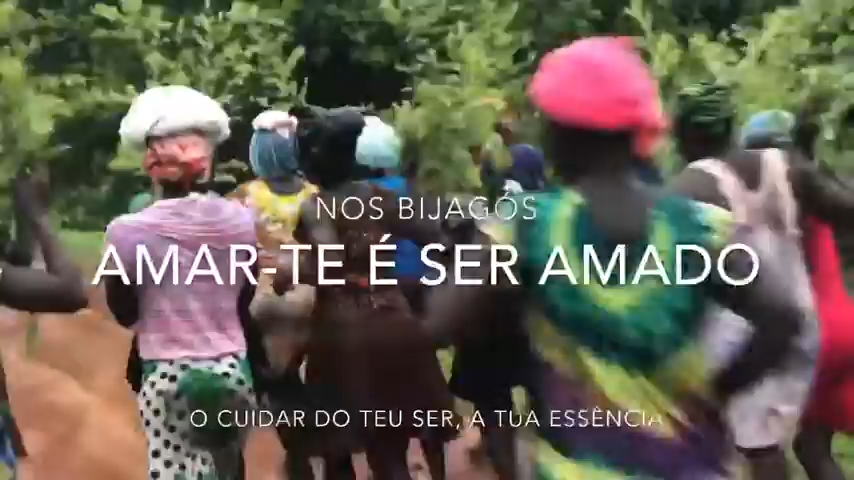 NOS BIJAGÓS
AMAR-TE É SER AMADO
O CUIDAR DO TEU SER, A TUA ESSÊNCIA